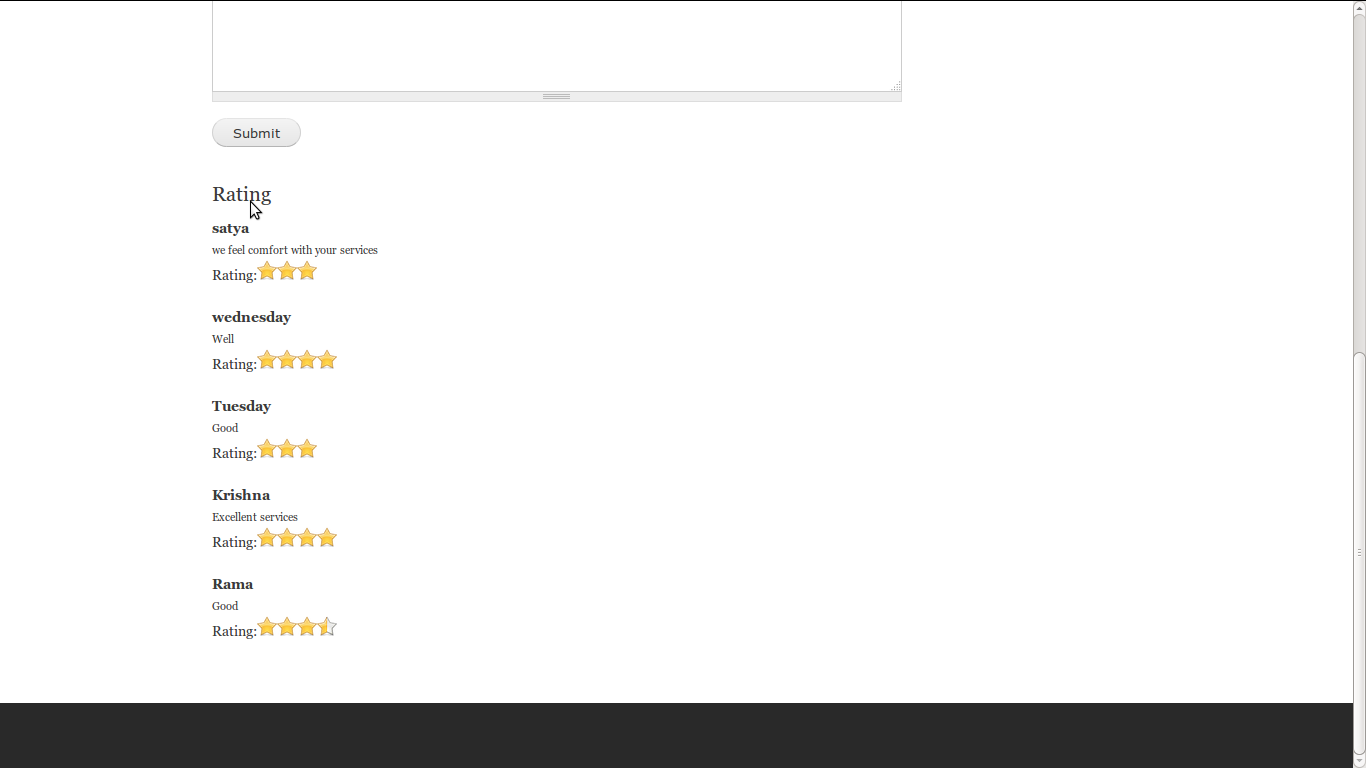 Submit
Rating
satya
we feel comfort with your services
Rating:
wednesday
Well
Rating:
Tuesday
Good
Rating:
Krishna
Excellent services
Rating:
Rama
Good
Rating: